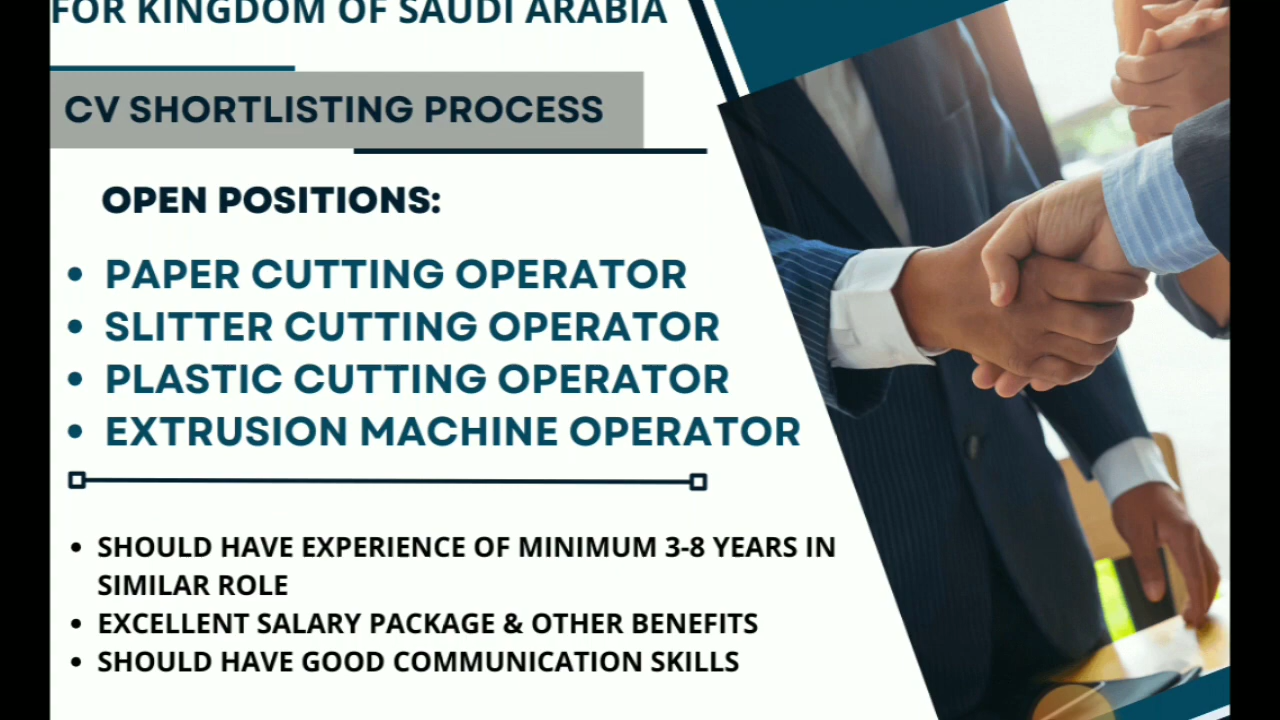 FOR KINGDOM OF SAUDI ARABIA
CV SHORTLISTING PROCESS
OPEN POSITIONS:
• PAPER CUTTING OPERATOR
• SLITTER CUTTING OPERATOR
• PLASTIC CUTTING OPERATOR
• EXTRUSION MACHINE OPERATOR
• SHOULD HAVE EXPERIENCE OF MINIMUM 3-8 YEARS IN
SIMILAR ROLE
• EXCELLENT SALARY PACKAGE & OTHER BENEFITS
• SHOULD HAVE GOOD COMMUNICATION SKILLS